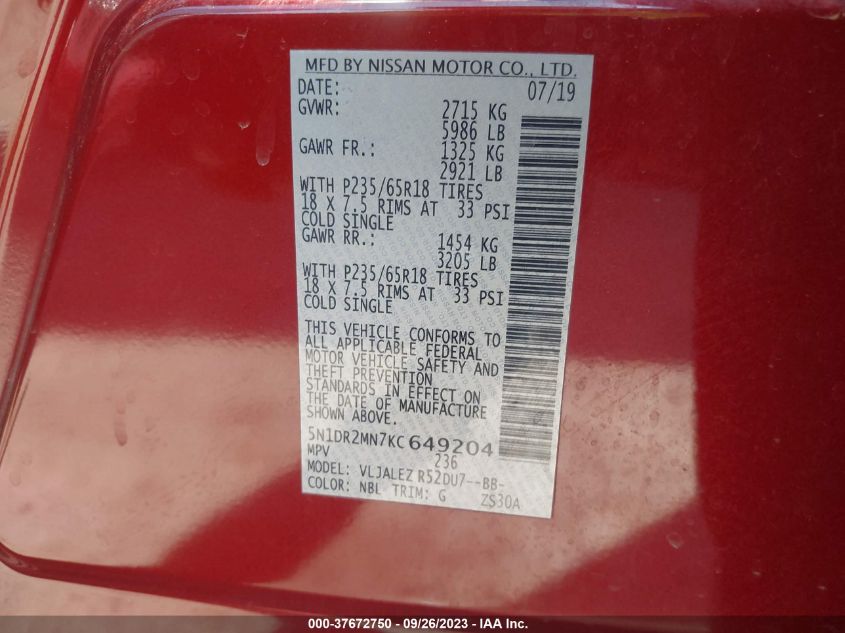 MFD BY NISSAN MOTOR CO., LTD.
DATE: 07/19
GVWR: 2715 KG
5986 LB
GAWR FR.: 1325 KG
2921 LB
WITH P235/65R18 TIRES
18 X 7.5 RIMS AT 33 PSI
COLD SINGLE
GAWR RR.: 1454 KG
3205 LB
WITH P235/65R18 TIRES
18 X 7.5 RIMS AT 33 PSI
COLD SINGLE
THIS VEHICLE CONFORMS TO
ALL APPLICABLE FEDERAL
MOTOR VEHICLE SAFETY AND
THEFT PREVENTION
STANDARDS IN EFFECT ON
THE DATE OF MANUFACTURE
SHOWN ABOVE.
5N1DR2MN7KC649204
MPV 236
MODEL: VLJALEZ R52DU7--BB-
COLOR: NBL TRIM: G ZS30A
000-37672750 - 09/26/2023 - IAA Inc.